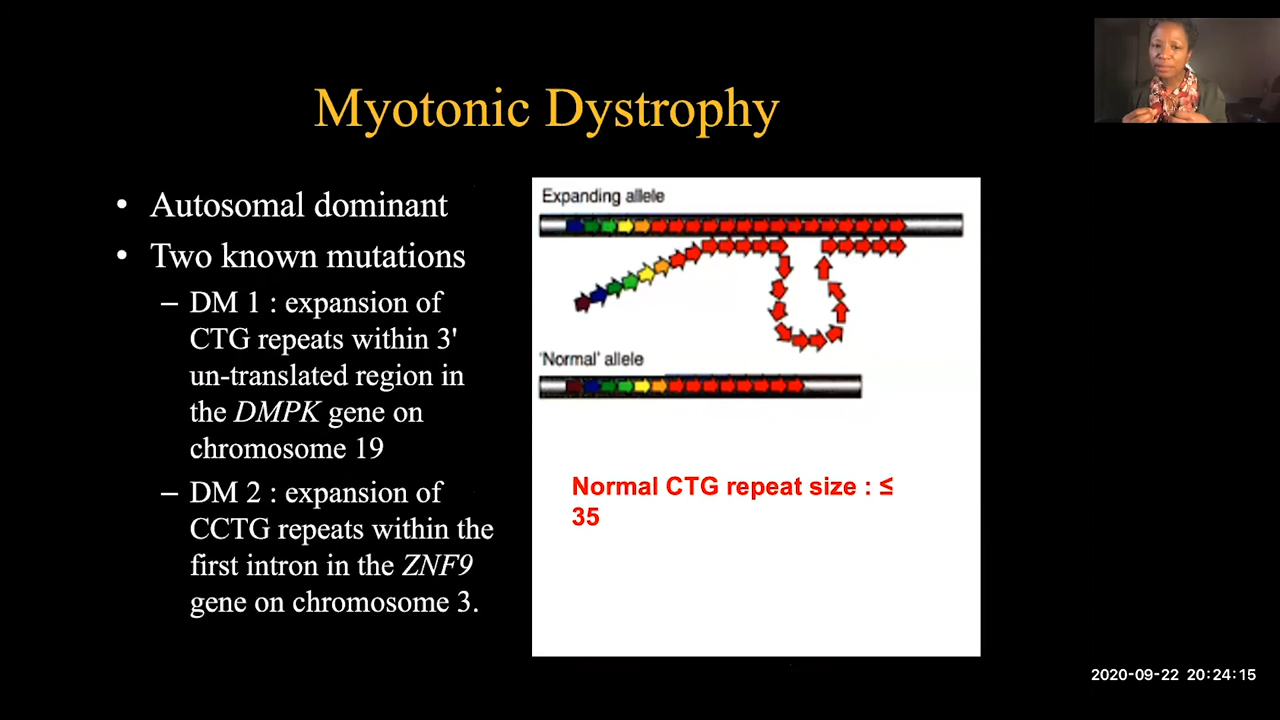 Myotonic Dystrophy
• Autosomal dominant
• Two known mutations
– DM 1 : expansion of
CTG repeats within 3'
un-translated region in
the DMPK gene on
chromosome 19
– DM 2 : expansion of
CCTG repeats within the
first intron in the ZNF9
gene on chromosome 3.
Expanding allele
'Normal' allele
Normal CTG repeat size : ≤
35
2020-09-22 20:24:15